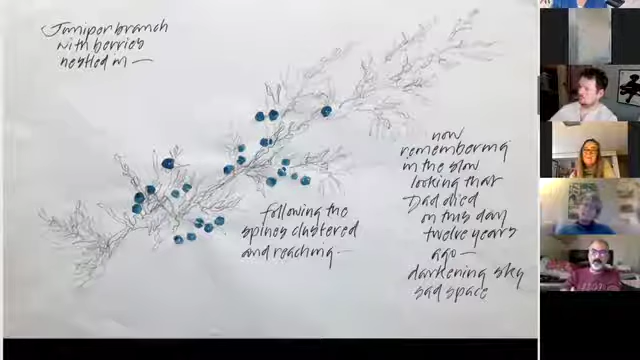 Juniper branch
with berries
nestled in —
following the
spines clustered
and reaching —
now
remembering
in the slow
looking that
Dad died
on this day
twelve years
ago —
darkening sky
sad space